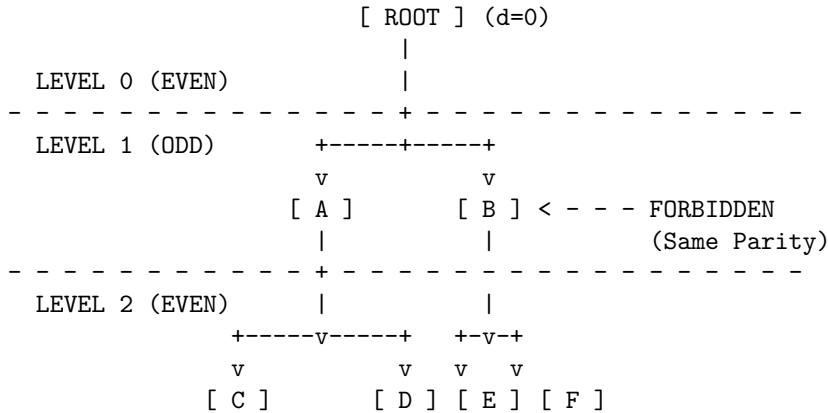 [ ROOT ] (d=0)
|
LEVEL 0 (EVEN) |
- - - - - - - - - - - - - - + - - - - - - - - - - - - - -
LEVEL 1 (ODD) +-----+-----+
v v
[ A ] [ B ] < - - - FORBIDDEN
| | (Same Parity)
- - - - - - - - - - - + - - - - - - - - - - - - - - - - -
LEVEL 2 (EVEN) | |
+-----v-----+ +-v-+
v v v v
[ C ] [ D ] [ E ] [ F ]